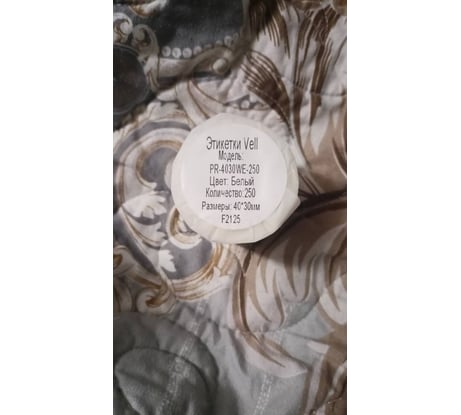 Этикетки Vell
Модель:
PR-4030WE-250
Цвет: Белый
Количество:250
Размеры: 40*30мм
F2125